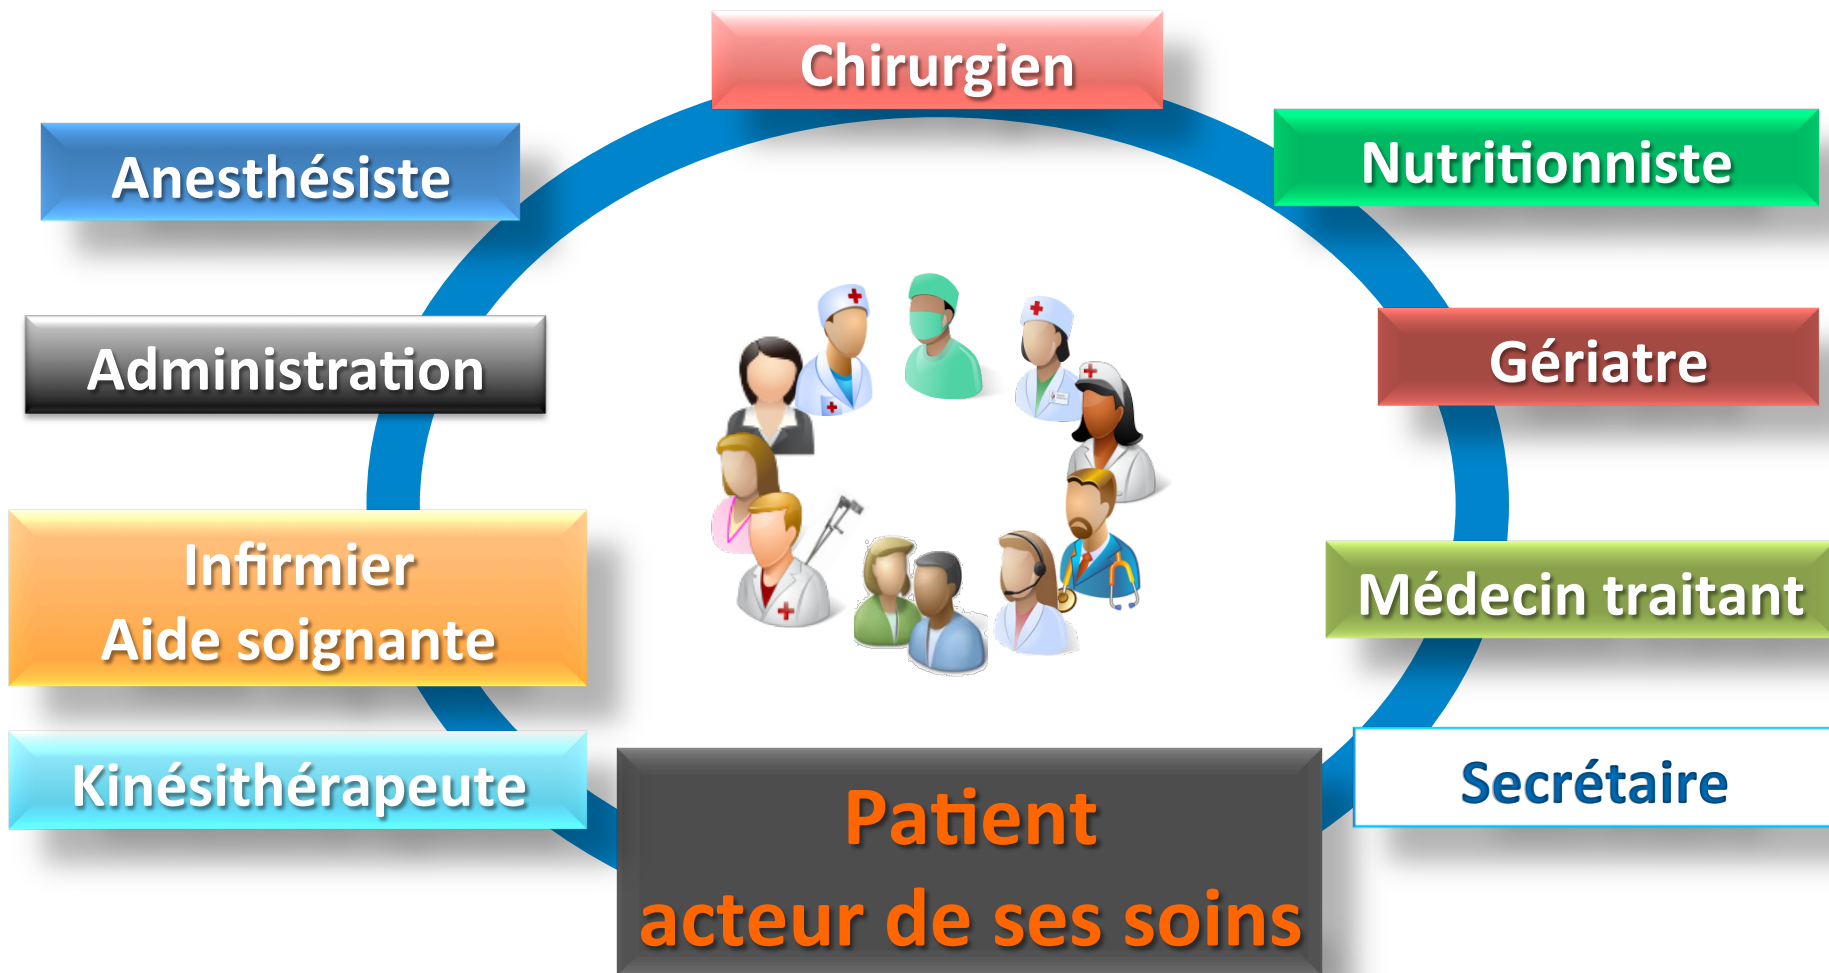 Chirurgien
Anesthésiste
Nutritionniste
Administration
Gériatre
Infirmier
Aide soignante
Médecin traitant
Kinésithérapeute
Secrétaire
Patient
acteur de ses soins